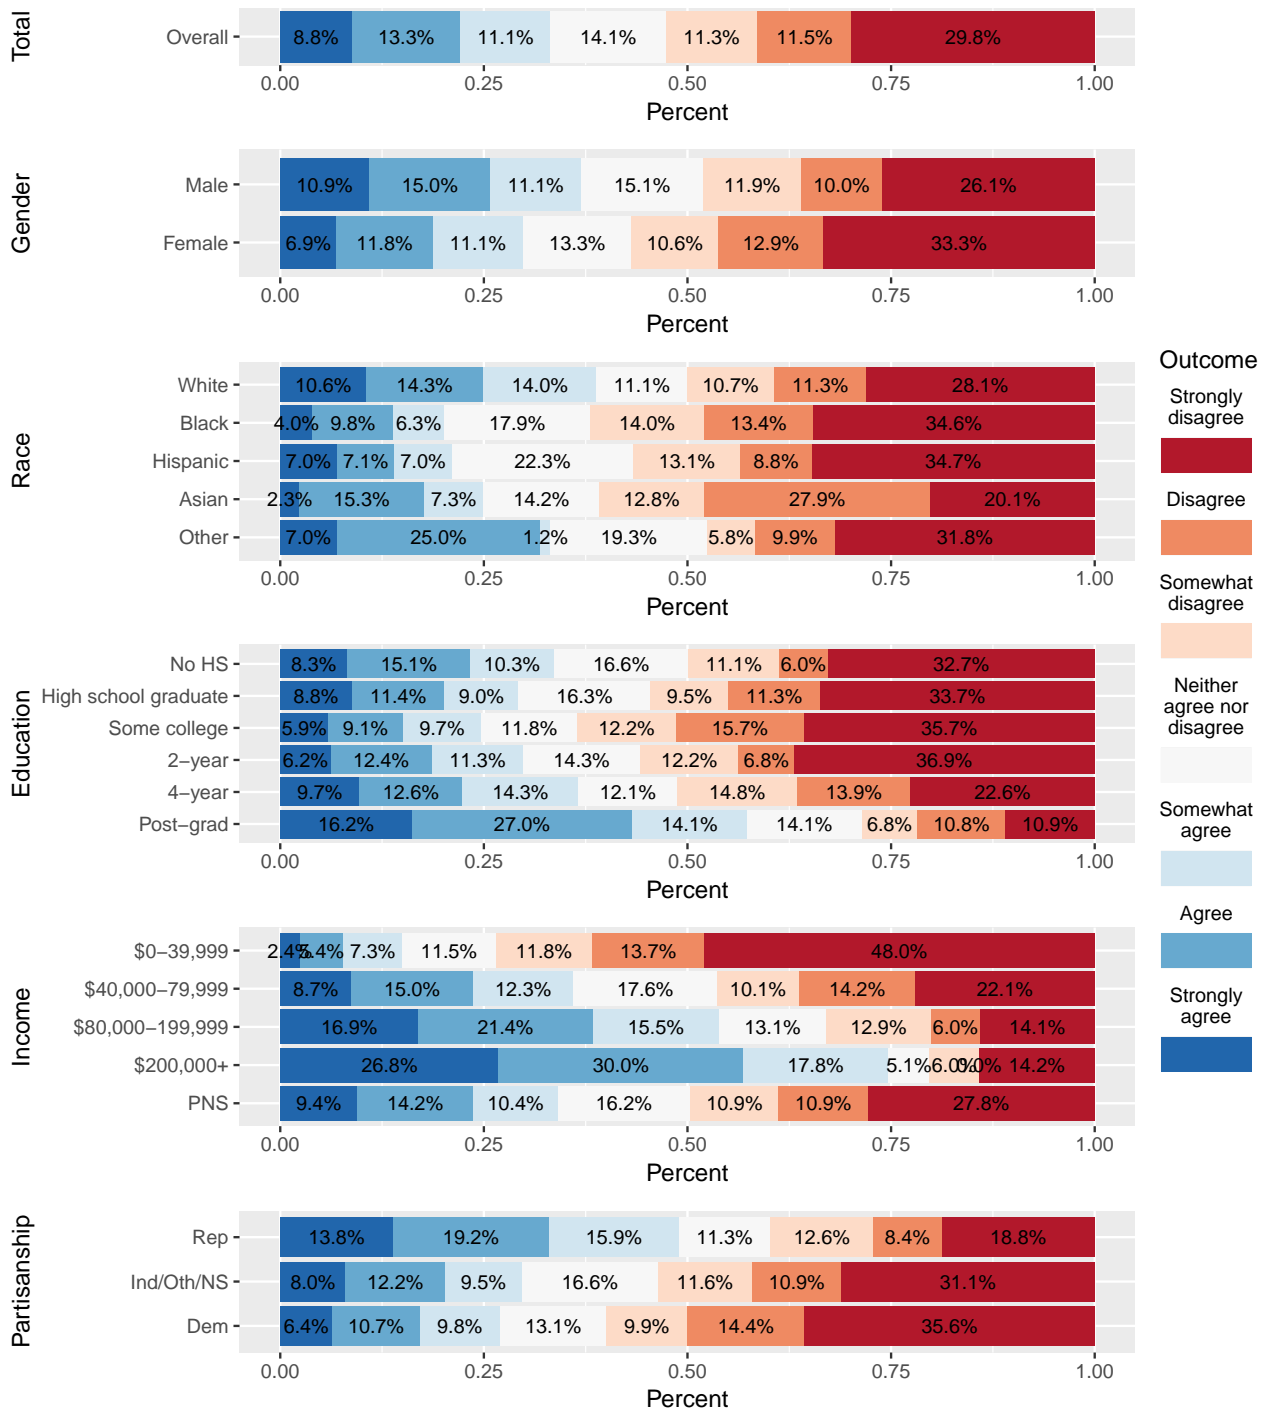 Total
Overall
8.8% 13.3% 11.1% 14.1% 11.3% 11.5% 29.8%
0.00 0.25 0.50 0.75 1.00
Percent
Gender
Male
10.9% 15.0% 11.1% 15.1% 11.9% 10.0% 26.1%
Female
6.9% 11.8% 11.1% 13.3% 10.6% 12.9% 33.3%
0.00 0.25 0.50 0.75 1.00
Percent
Race
White
10.6% 14.3% 14.0% 11.1% 10.7% 11.3% 28.1%
Black
4.0% 9.8% 6.3% 17.9% 14.0% 13.4% 34.6%
Hispanic
7.0% 7.1% 7.0% 22.3% 13.1% 8.8% 34.7%
Asian
2.3% 15.3% 7.3% 14.2% 12.8% 27.9% 20.1%
Other
7.0% 25.0% 1.2% 19.3% 5.8% 9.9% 31.8%
0.00 0.25 0.50 0.75 1.00
Percent
Education
No HS
8.3% 15.1% 10.3% 16.6% 11.1% 6.0% 32.7%
High school graduate
8.8% 11.4% 9.0% 16.3% 9.5% 11.3% 33.7%
Some college
5.9% 9.1% 9.7% 11.8% 12.2% 15.7% 35.7%
2−year
6.2% 12.4% 11.3% 14.3% 12.2% 6.8% 36.9%
4−year
9.7% 12.6% 14.3% 12.1% 14.8% 13.9% 22.6%
Post−grad
16.2% 27.0% 14.1% 14.1% 6.8% 10.8% 10.9%
0.00 0.25 0.50 0.75 1.00
Percent
Income
$0−39,999
2.4% 5.4% 7.3% 11.5% 11.8% 13.7% 48.0%
$40,000−79,999
8.7% 15.0% 12.3% 17.6% 10.1% 14.2% 22.1%
$80,000−199,999
16.9% 21.4% 15.5% 13.1% 12.9% 6.0% 14.1%
$200,000+
26.8% 30.0% 17.8% 5.1% 6.0% 0.0% 14.2%
PNS
9.4% 14.2% 10.4% 16.2% 10.9% 10.9% 27.8%
0.00 0.25 0.50 0.75 1.00
Percent
Partisanship
Rep
13.8% 19.2% 15.9% 11.3% 12.6% 8.4% 18.8%
Ind/Oth/NS
8.0% 12.2% 9.5% 16.6% 11.6% 10.9% 31.1%
Dem
6.4% 10.7% 9.8% 13.1% 9.9% 14.4% 35.6%
0.00 0.25 0.50 0.75 1.00
Percent
Outcome
Strongly
disagree
Disagree
Somewhat
disagree
Neither
agree nor
disagree
Somewhat
agree
Agree
Strongly
agree